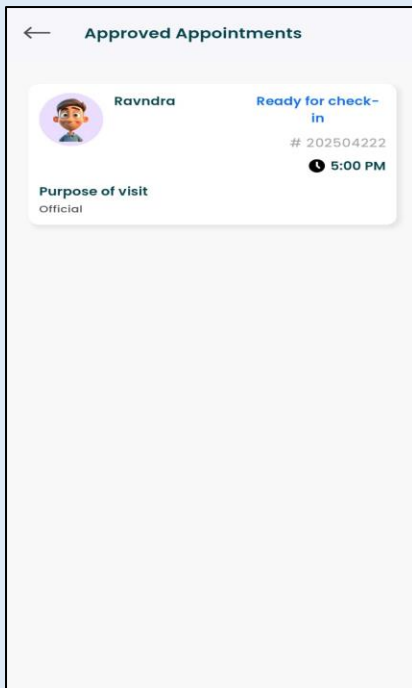 Approved Appointments
Ravndra
Ready for check-
in
# 202504222
5:00 PM
Purpose of visit
Official